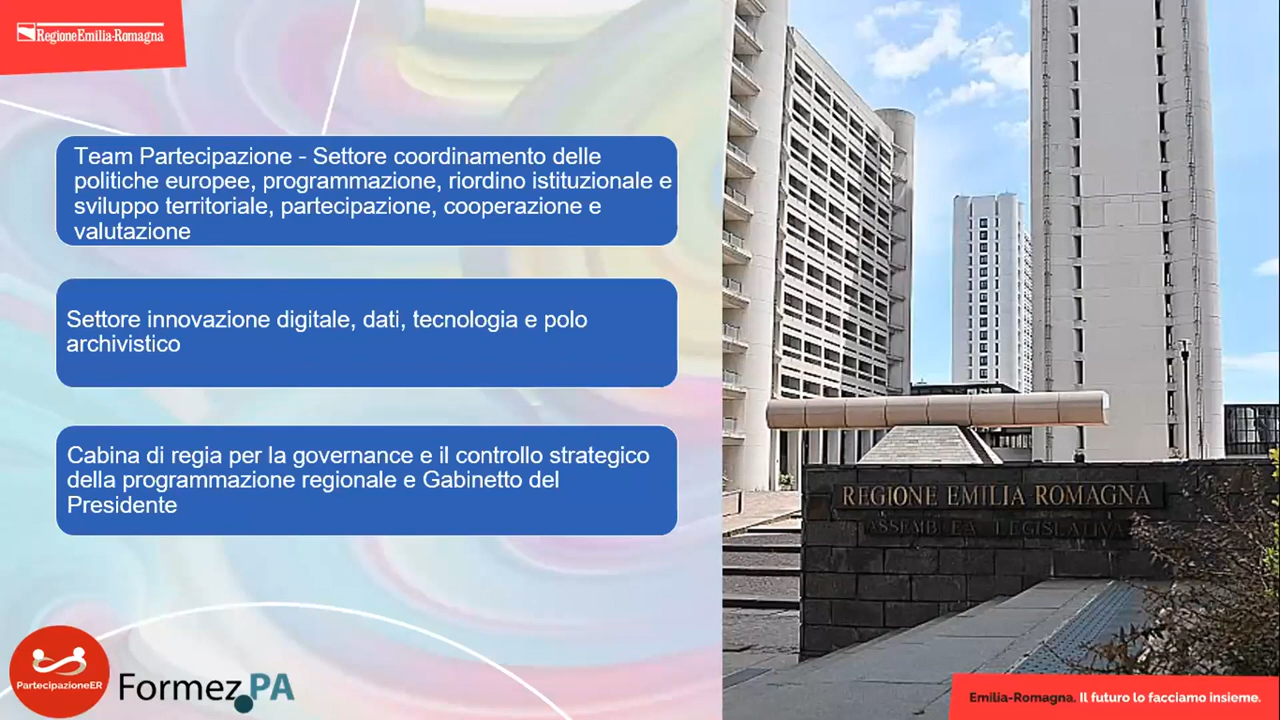 RegioneEmilia-Romagna
Team Partecipazione - Settore coordinamento delle
politiche europee, programmazione, riordino istituzionale e
sviluppo territoriale, partecipazione, cooperazione e
valutazione
Settore innovazione digitale, dati, tecnologia e polo
archivistico
Cabina di regia per la governance e il controllo strategico
della programmazione regionale e Gabinetto del
Presidente
REGIONE EMILIA ROMAGNA
ASSEMBLEA LEGISLATIVA
PartecipazioneER
Formez.PA
Emilia-Romagna. Il futuro lo facciamo insieme.